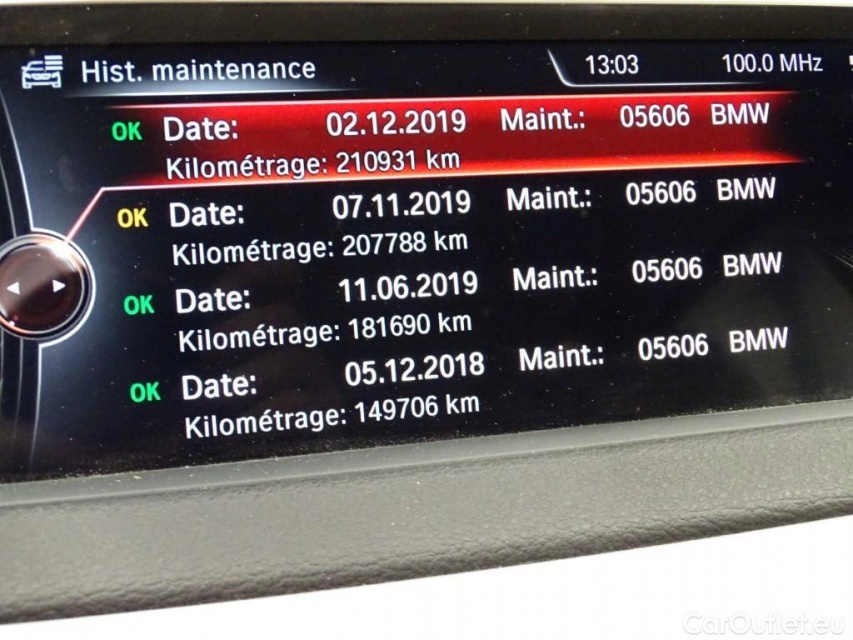 Hist. maintenance 13:03 100.0 MHz
OK Date: 02.12.2019 Maint.: 05606 BMW
Kilométrage: 210931 km
OK Date: 07.11.2019 Maint.: 05606 BMW
Kilométrage: 207788 km
OK Date: 11.06.2019 Maint.: 05606 BMW
Kilométrage: 181690 km
OK Date: 05.12.2018 Maint.: 05606 BMW
Kilométrage: 149706 km
CarOutlet.eu